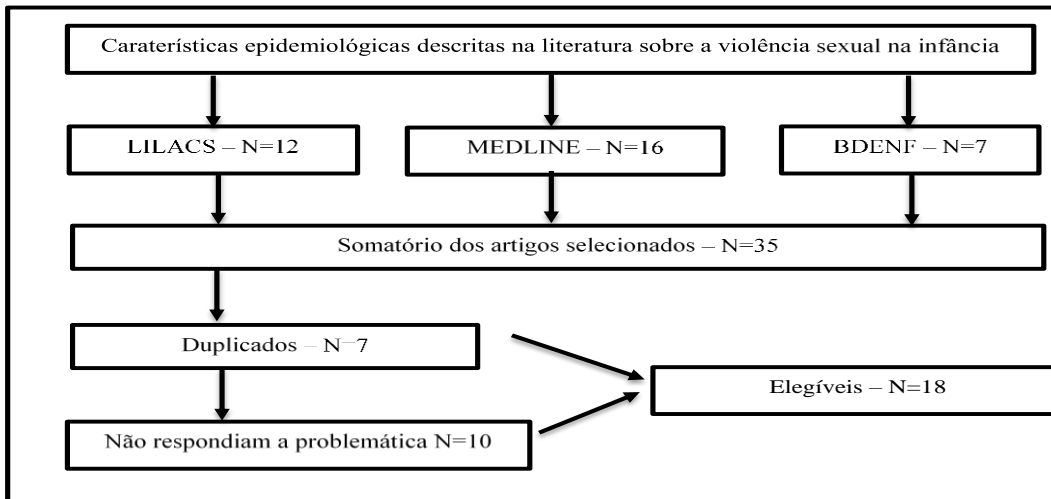 Caraterísticas epidemiológicas descritas na literatura sobre a violência sexual na infância
LILACS – N=12
MEDLINE – N=16
BDENF – N=7
Somatório dos artigos selecionados – N=35
Duplicados – N=7
Elegíveis – N=18
Não respondiam a problemática N=10